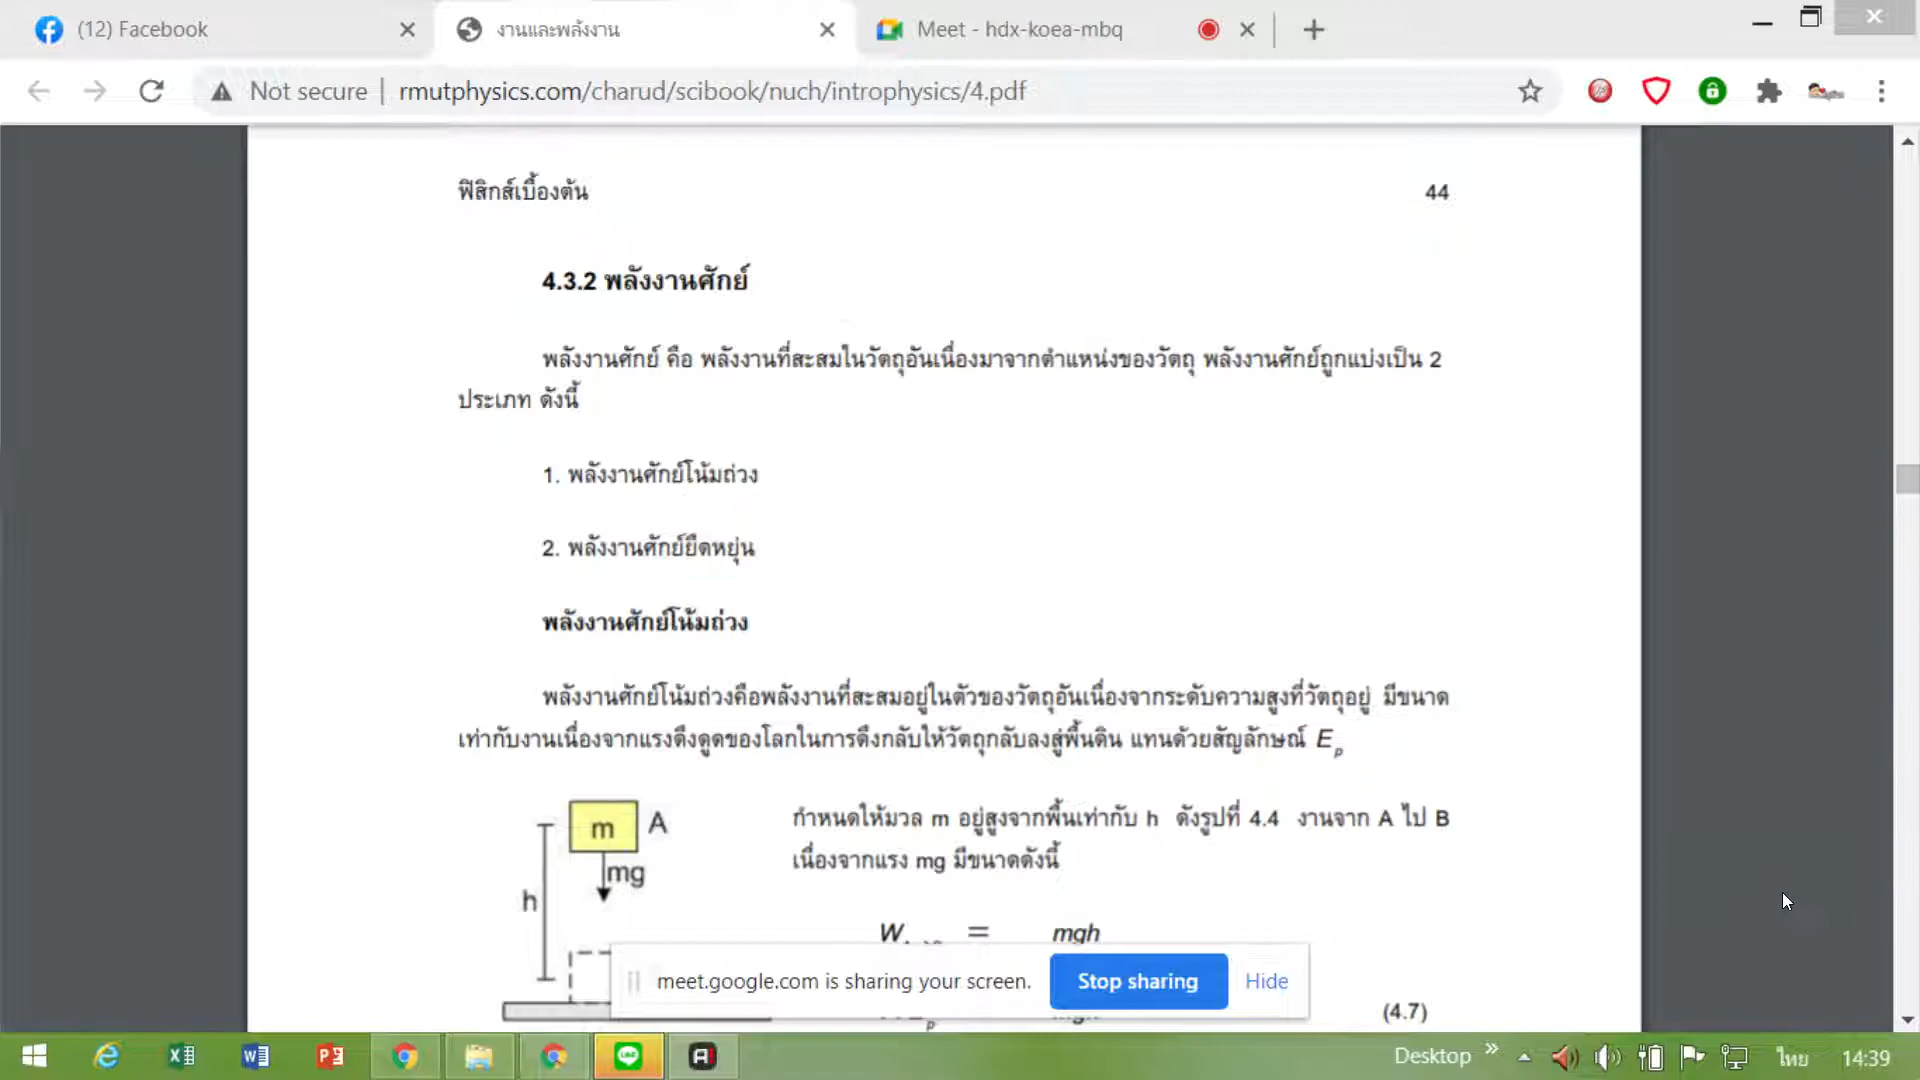 (12) Facebook
งานและพลังงาน
Meet - hdx-koea-mbq
Not secure | rmutphysics.com/charud/scibook/nuch/introphysics/4.pdf
ฟิสิกส์เบื้องต้น 44
4.3.2 พลังงานศักย์
พลังงานศักย์ คือ พลังงานที่สะสมในวัตถุอันเนื่องมาจากตำแหน่งของวัตถุ พลังงานศักย์ถูกแบ่งเป็น 2
ประเภท ดังนี้
1. พลังงานศักย์โน้มถ่วง
2. พลังงานศักย์ยืดหยุ่น
พลังงานศักย์โน้มถ่วง
พลังงานศักย์โน้มถ่วงคือพลังงานที่สะสมอยู่ในตัวของวัตถุอันเนื่องจากระดับความสูงที่วัตถุอยู่ มีขนาด
เท่ากับงานเนื่องจากแรงดึงดูดของโลกในการดึงกลับให้วัตถุกลับลงสู่พื้นดิน แทนด้วยสัญลักษณ์ Ep
m A
mg
h
กำหนดให้มวล m อยู่สูงจากพื้นเท่ากับ h ดังรูปที่ 4.4 งานจาก A ไป B
เนื่องจากแรง mg มีขนาดดังนี้
W = mgh
(4.7)
meet.google.com is sharing your screen. Stop sharing Hide
Desktop » ไทย 14:39